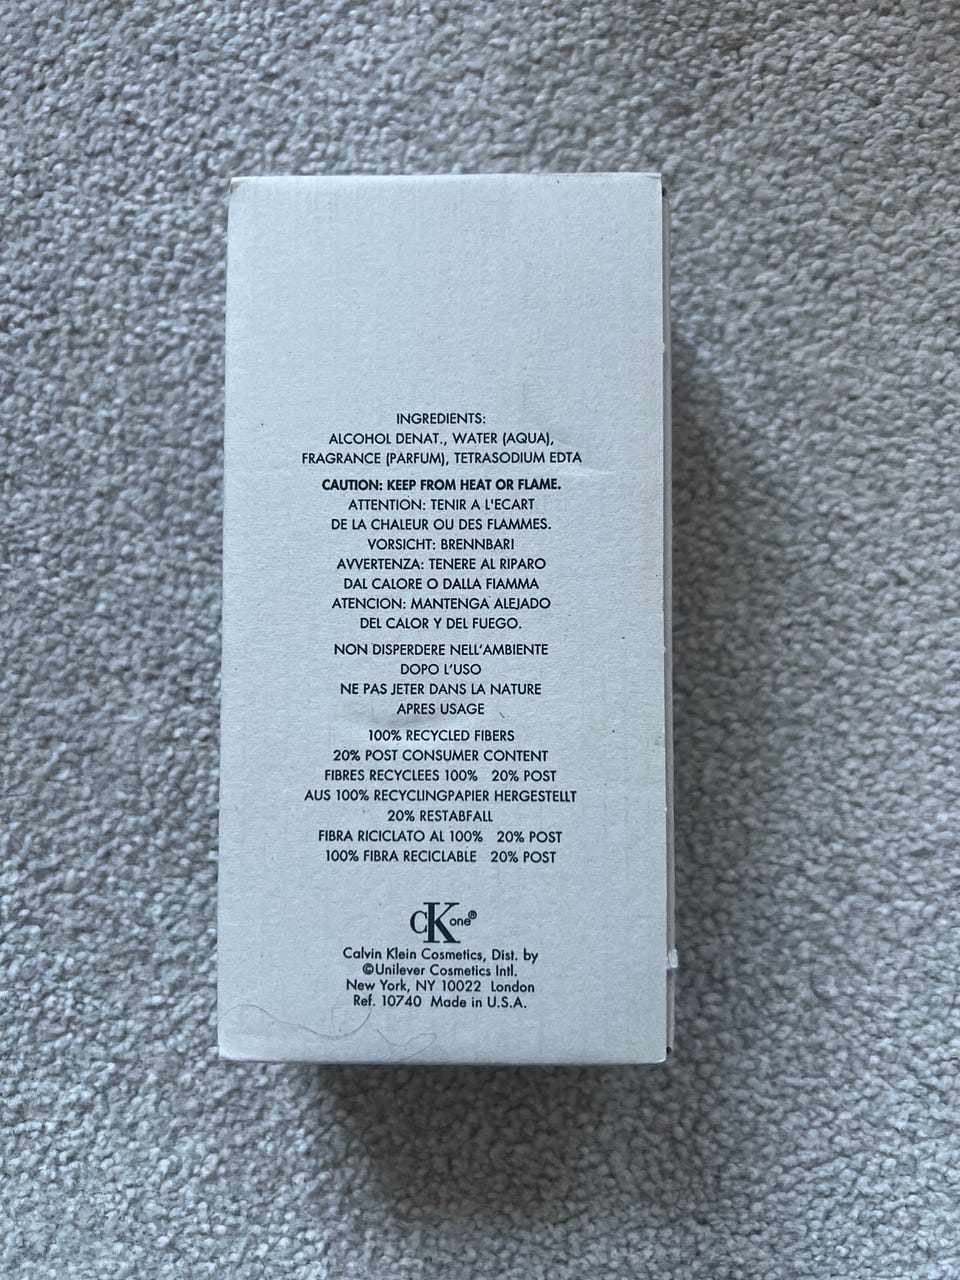 INGREDIENTS:
ALCOHOL DENAT., WATER (AQUA),
FRAGRANCE (PARFUM), TETRASODIUM EDTA
CAUTION: KEEP FROM HEAT OR FLAME.
ATTENTION: TENIR A L'ECART
DE LA CHALEUR OU DES FLAMMES.
VORSICHT: BRENNBARI
AVVERTENZA: TENERE AL RIPARO
DAL CALORE O DALLA FIAMMA
ATENCION: MANTENGA ALEJADO
DEL CALOR Y DEL FUEGO.
NON DISPERDERE NELL'AMBIENTE
DOPO L'USO
NE PAS JETER DANS LA NATURE
APRES USAGE
100% RECYCLED FIBERS
20% POST CONSUMER CONTENT
FIBRES RECYCLEES 100% 20% POST
AUS 100% RECYCLINGPAPIER HERGESTELLT
20% RESTABFALL
FIBRA RICICLATO AL 100% 20% POST
100% FIBRA RECICLABLE 20% POST
cK one®
Calvin Klein Cosmetics, Dist. by
©Unilever Cosmetics Intl.
New York, NY 10022 London
Ref. 10740 Made in U.S.A.